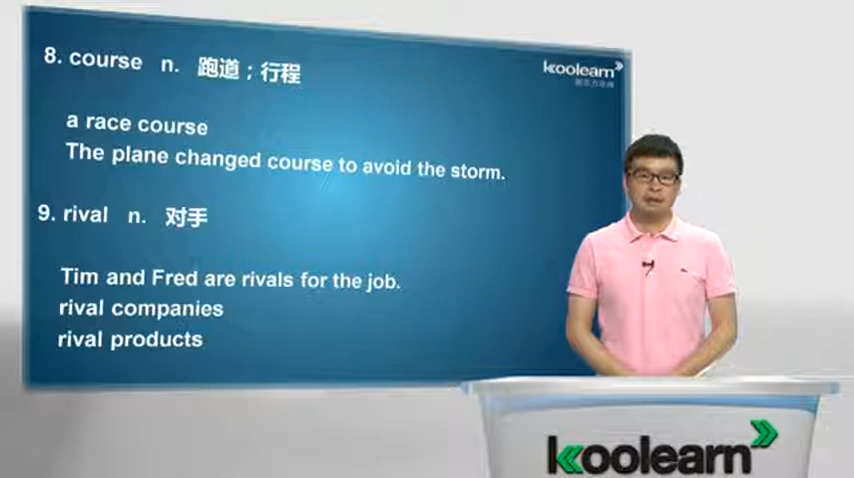 8. course n. 跑道；行程
a race course
The plane changed course to avoid the storm.
9. rival n. 对手
Tim and Fred are rivals for the job.
rival companies
rival products
koolearn
koolearn